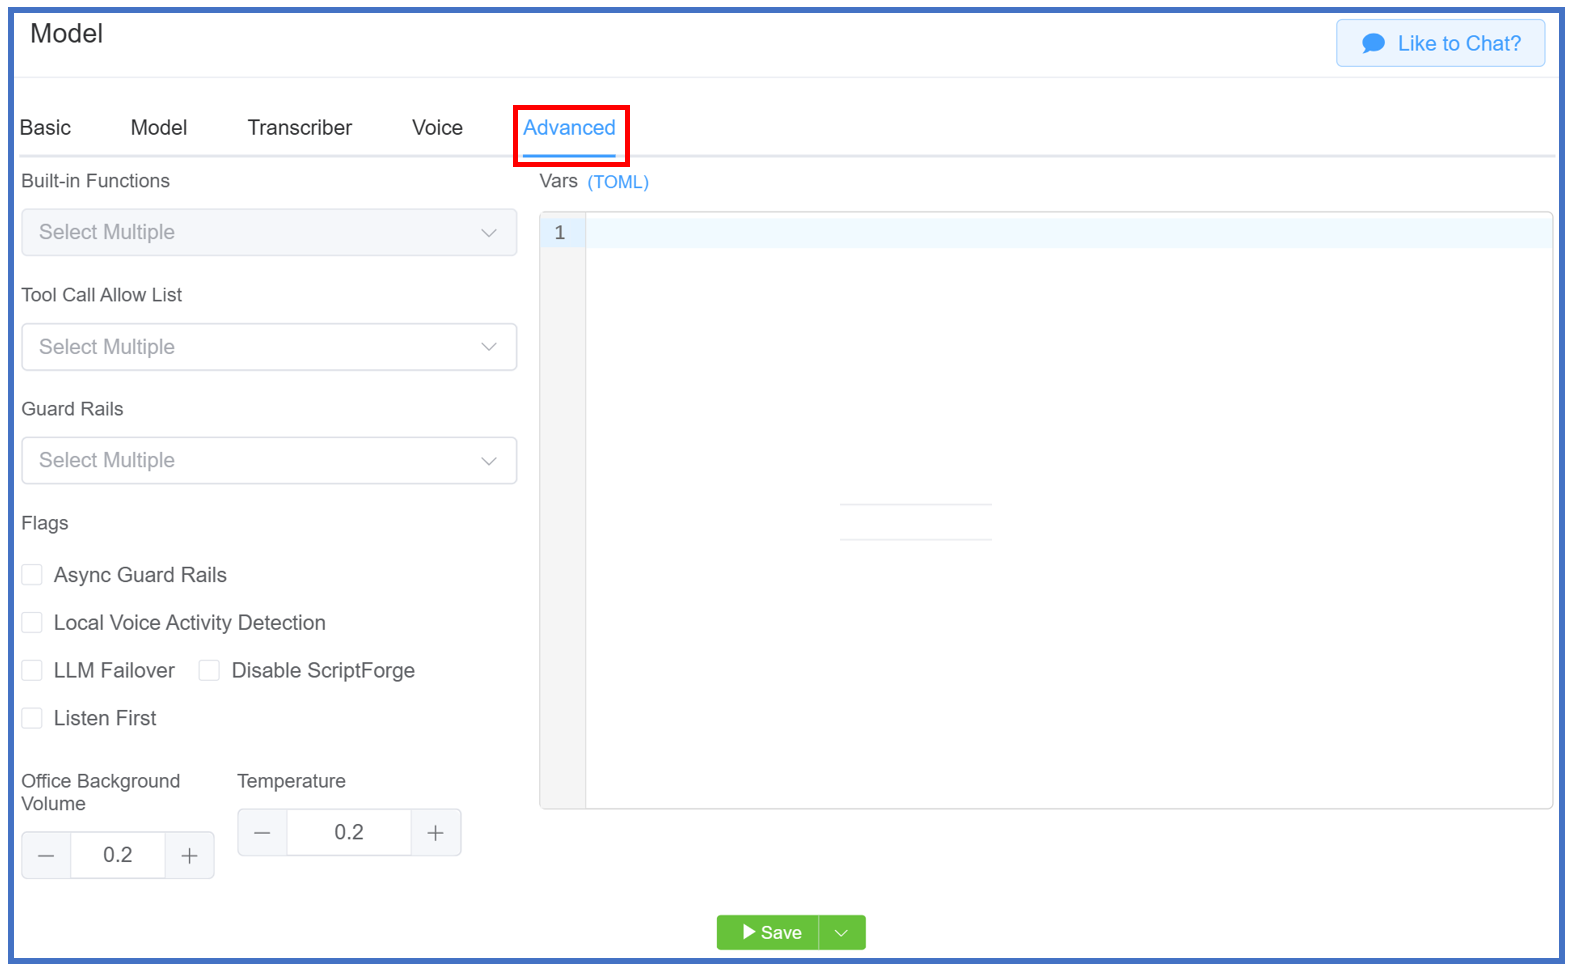 Model
Like to Chat?
Basic Model Transcriber Voice Advanced
Built-in Functions
Select Multiple
Tool Call Allow List
Select Multiple
Guard Rails
Select Multiple
Flags
Async Guard Rails
Local Voice Activity Detection
LLM Failover Disable ScriptForge
Listen First
Office Background
Volume
0.2
Temperature
0.2
Vars (TOML)
1
Save